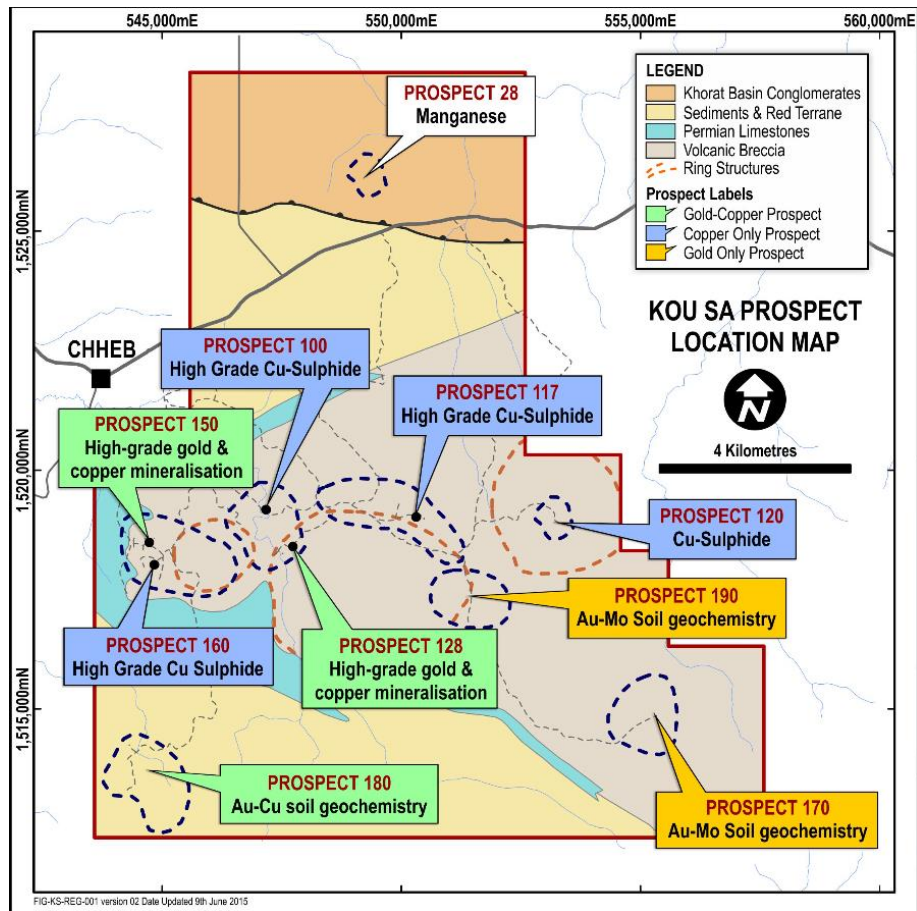 545,000mE
550,000mE
555,000mE
560,000mE
LEGEND
Khorat Basin Conglomerates
Sediments & Red Terrane
Permian Limestones
Volcanic Breccia
Ring Structures
Prospect Labels
Gold-Copper Prospect
Copper Only Prospect
Gold Only Prospect
PROSPECT 28
Manganese
1,525,000mN
KOU SA PROSPECT
LOCATION MAP
N
4 Kilometres
CHHEB
PROSPECT 100
High Grade Cu-Sulphide
PROSPECT 117
High Grade Cu-Sulphide
PROSPECT 150
High-grade gold &
copper mineralisation
1,520,000mN
PROSPECT 120
Cu-Sulphide
PROSPECT 190
Au-Mo Soil geochemistry
PROSPECT 160
High Grade Cu Sulphide
PROSPECT 128
High-grade gold &
copper mineralisation
1,515,000mN
PROSPECT 180
Au-Cu soil geochemistry
PROSPECT 170
Au-Mo Soil geochemistry
FIG-KS-REG-001 version 02 Date Updated 9th June 2015